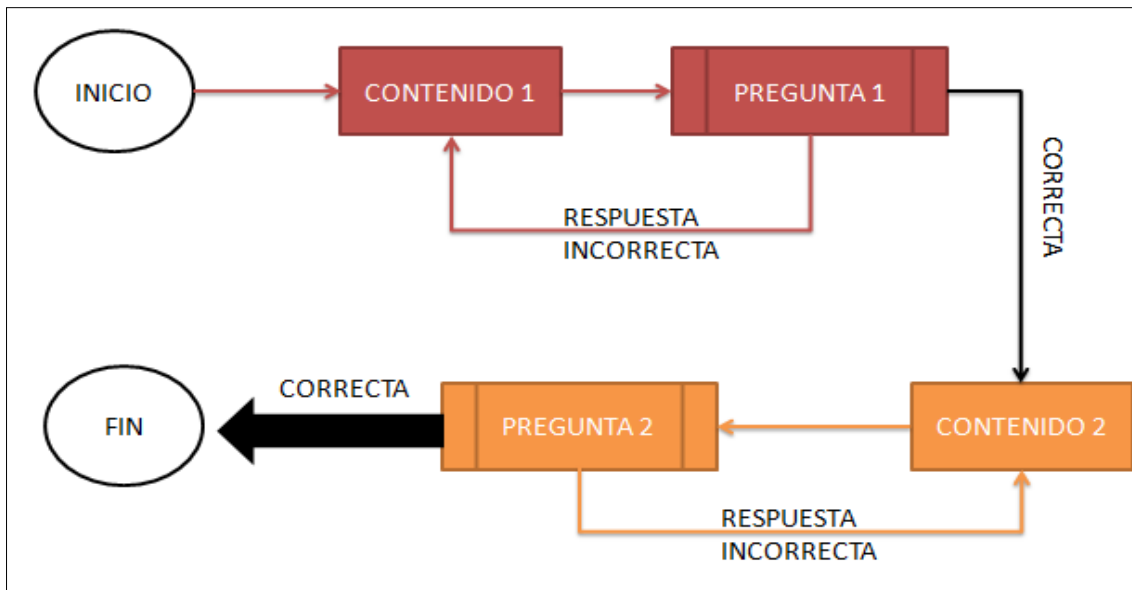 INICIO
CONTENIDO 1
PREGUNTA 1
RESPUESTA
INCORRECTA
CORRECTA
FIN
CORRECTA
PREGUNTA 2
CONTENIDO 2
RESPUESTA
INCORRECTA